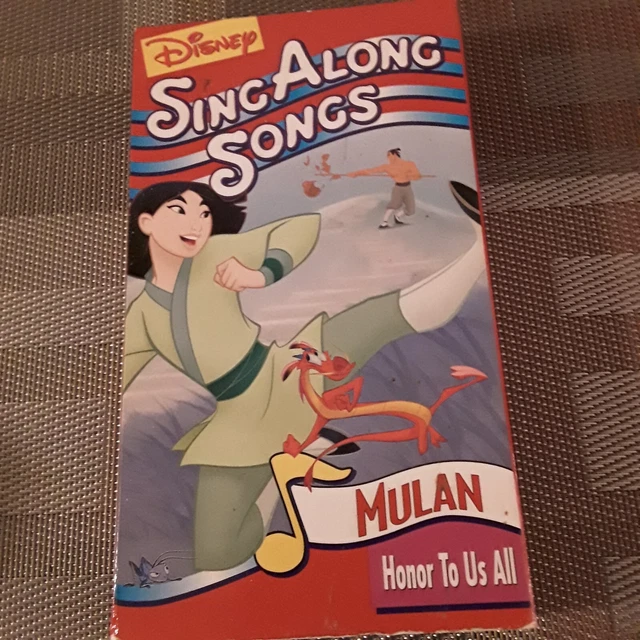 Disney
Sing Along
Songs
Mulan
Honor To Us All